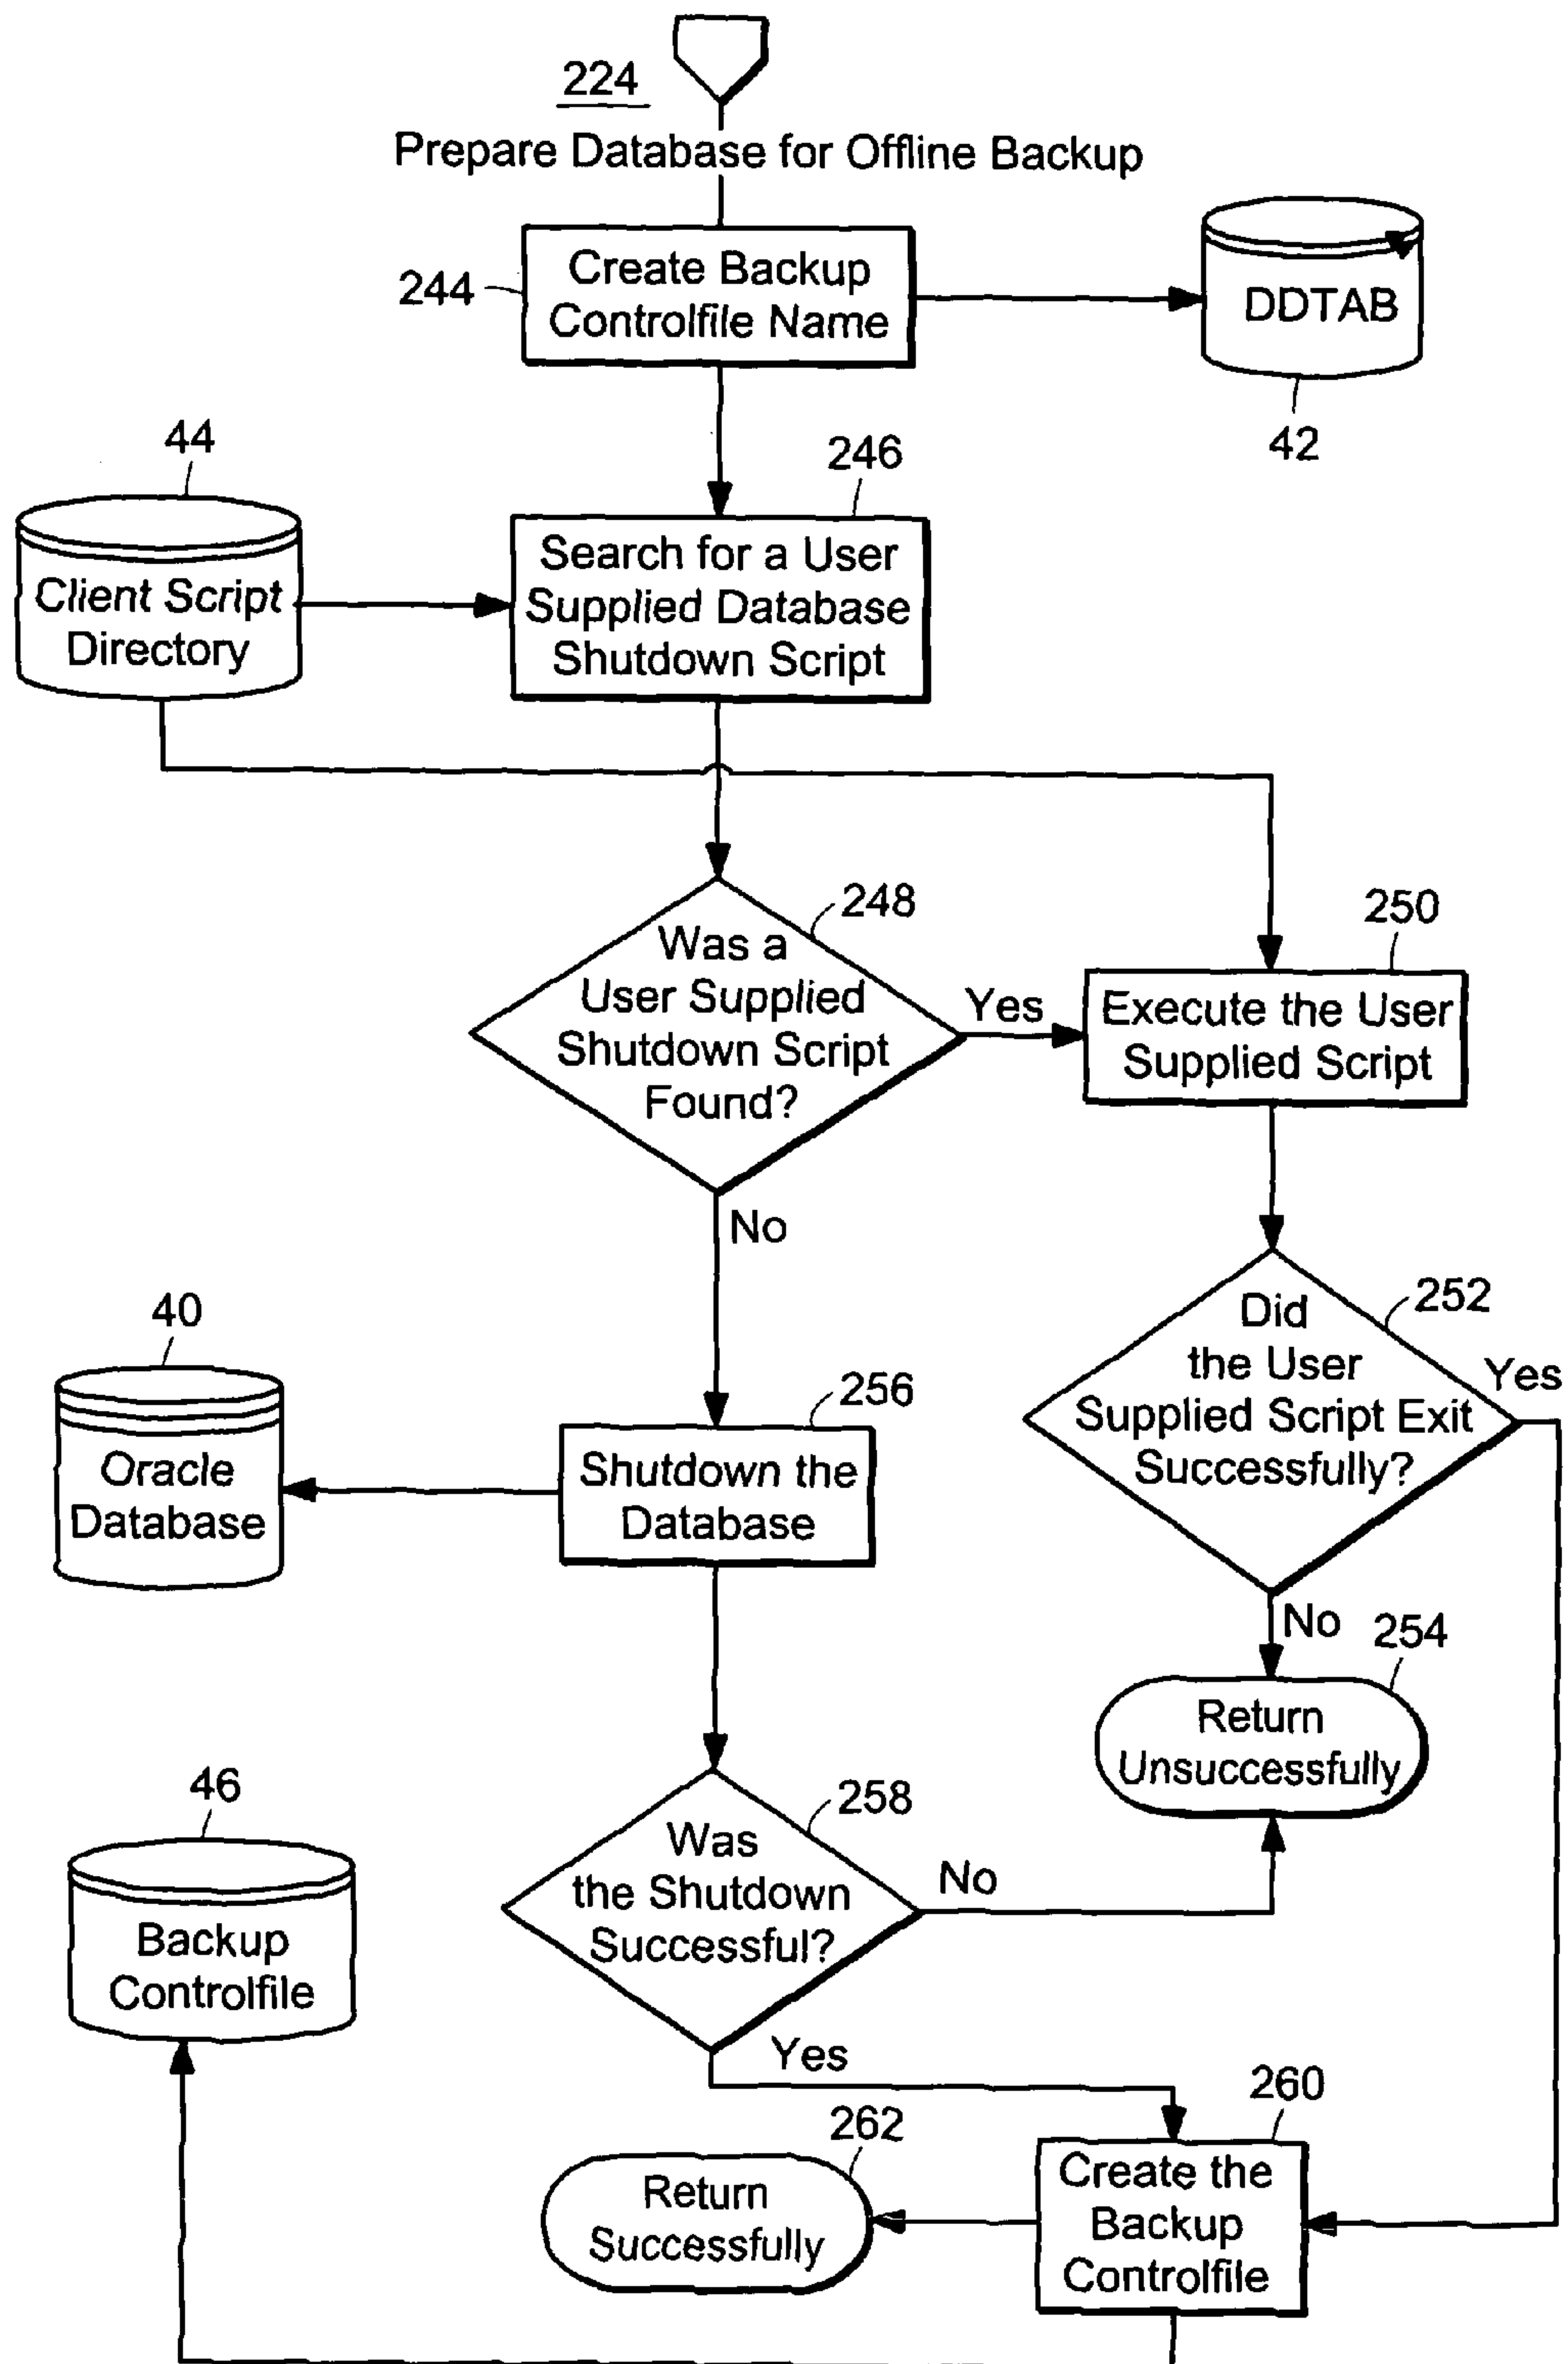 224
Prepare Database for Offline Backup
244
Create Backup
Controlfile Name
DDTAB
42
44
Client Script
Directory
246
Search for a User
Supplied Database
Shutdown Script
248
Was a
User Supplied
Shutdown Script
Found?
Yes
250
Execute the User
Supplied Script
No
252
Did
the User
Supplied Script Exit
Successfully?
Yes
40
Oracle
Database
256
Shutdown the
Database
No
254
Return
Unsuccessfully
46
Backup
Controlfile
258
Was
the Shutdown
Successful?
No
Yes
260
Create the
Backup
Controlfile
262
Return
Successfully